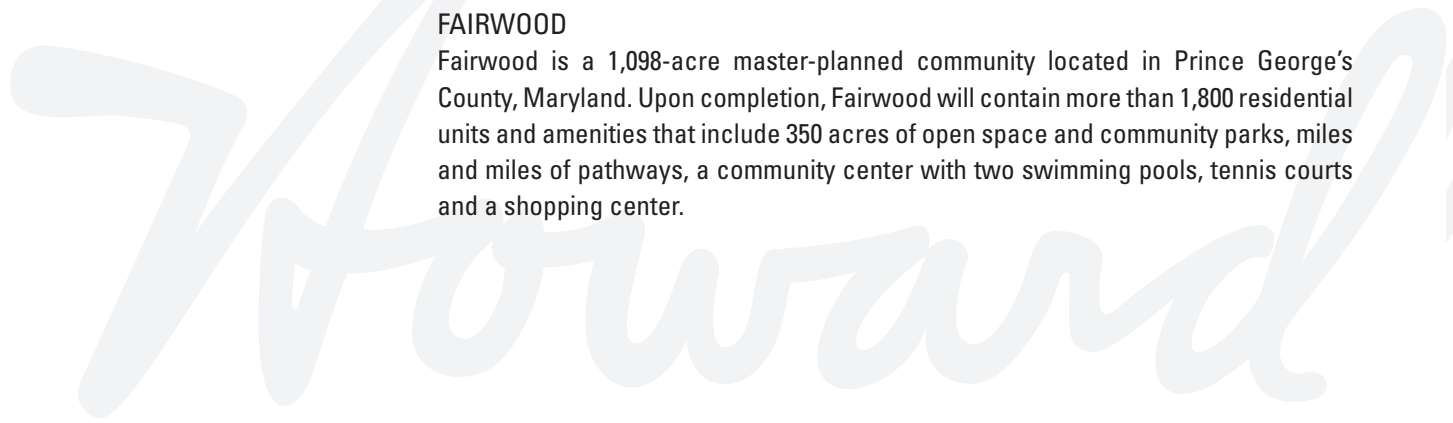 FAIRWOOD
Fairwood is a 1,098-acre master-planned community located in Prince George’s
County, Maryland. Upon completion, Fairwood will contain more than 1,800 residential
units and amenities that include 350 acres of open space and community parks, miles
and miles of pathways, a community center with two swimming pools, tennis courts
and a shopping center.
Howard